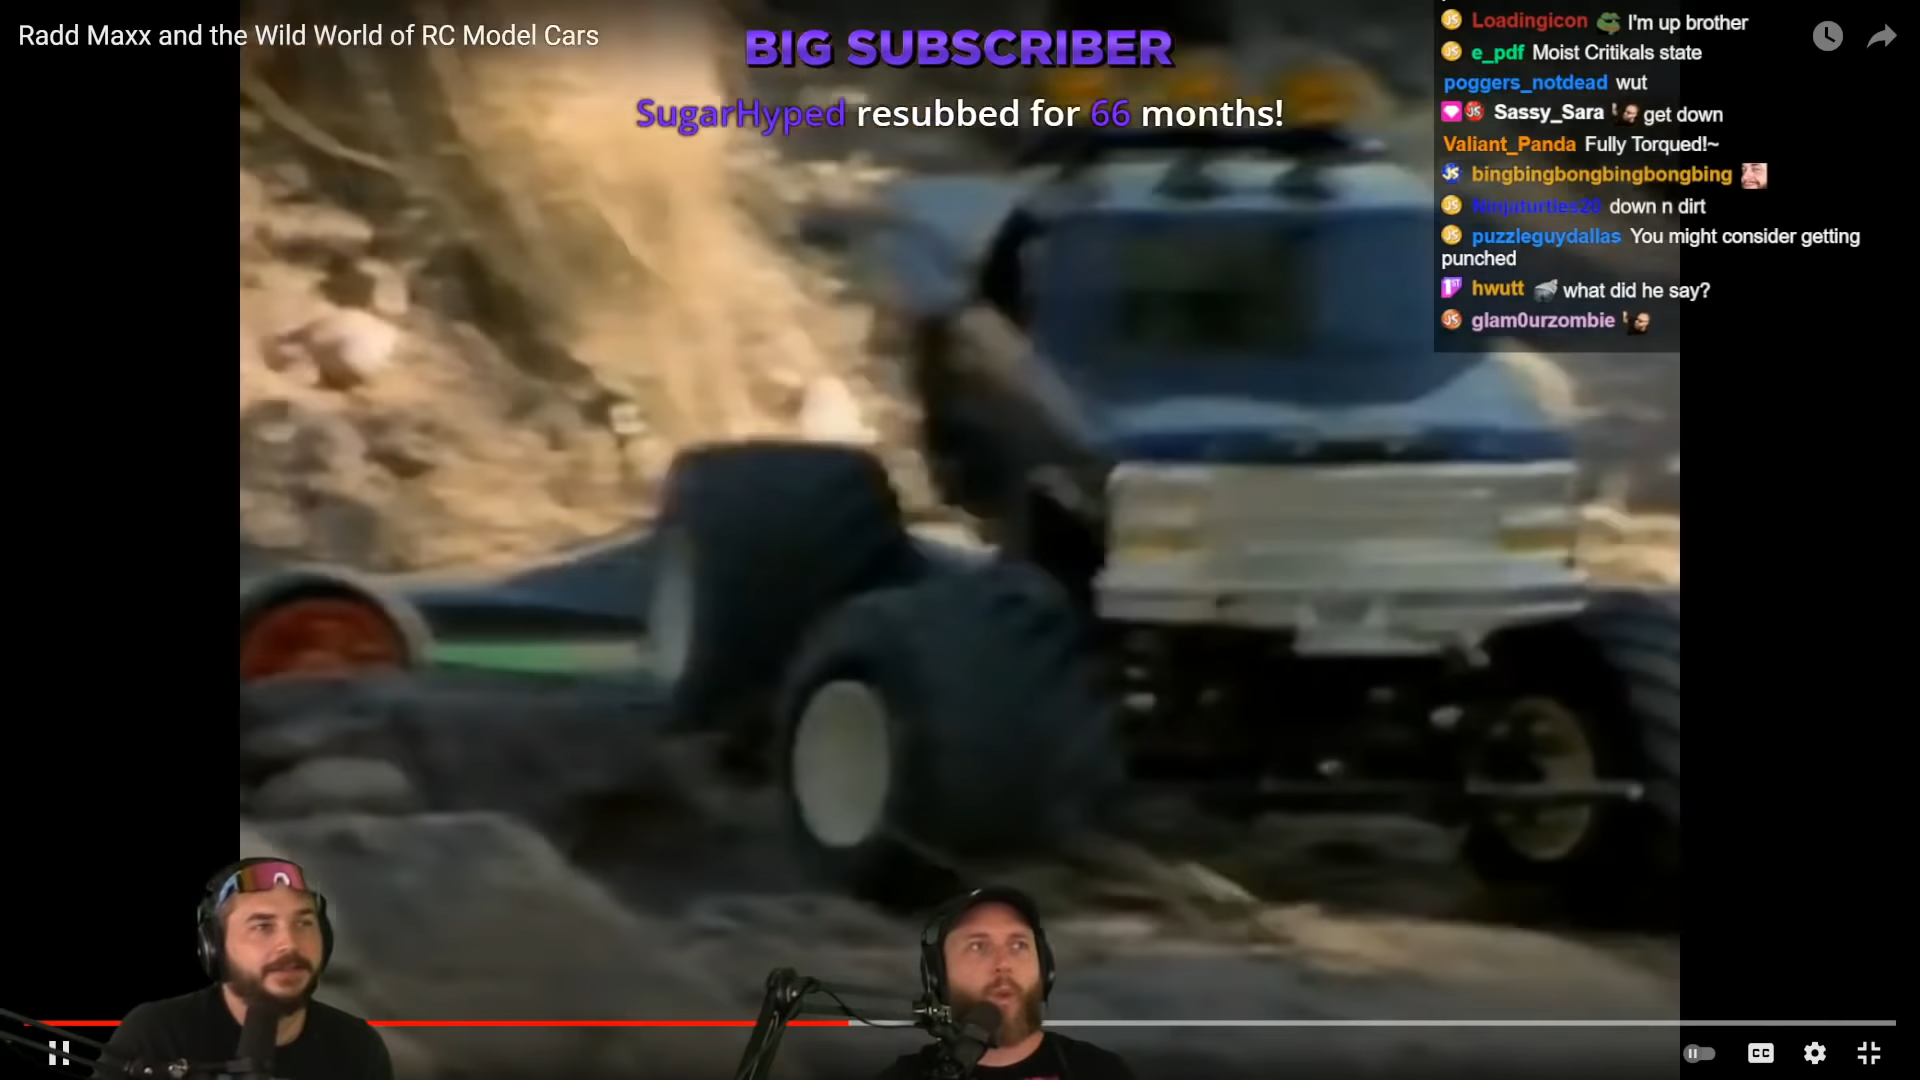 Radd Maxx and the Wild World of RC Model Cars
BIG SUBSCRIBER
SugarHyped resubbed for 66 months!
Loadingicon I'm up brother
e_pdf Moist Critikals state
poggers_notdead wut
Sassy_Sara get down
Valiant_Panda Fully Torqued!~
bingbingbongbingbongbing
Ninjaturtles20 down n dirt
puzzleguydallas You might consider getting
punched
hwutt what did he say?
glam0urzombie
CC